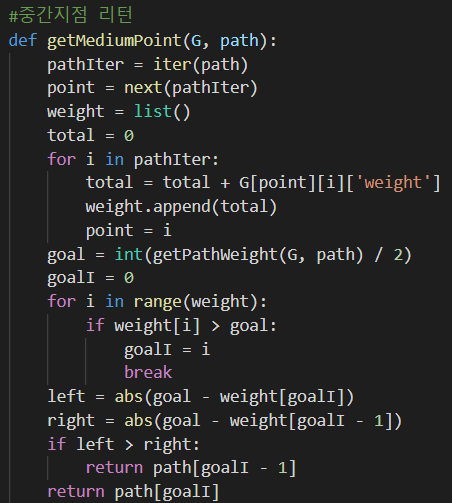 #중간지점 리턴
def getMediumPoint(G, path):
    pathIter = iter(path)
    point = next(pathIter)
    weight = list()
    total = 0
    for i in pathIter:
        total = total + G[point][i]['weight']
        weight.append(total)
        point = i
    goal = int(getPathWeight(G, path) / 2)
    goalI = 0
    for i in range(weight):
        if weight[i] > goal:
            goalI = i
            break
    left = abs(goal - weight[goalI])
    right = abs(goal - weight[goalI - 1])
    if left > right:
        return path[goalI - 1]
    return path[goalI]